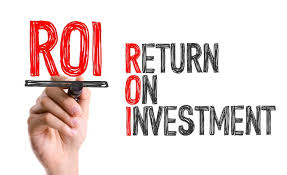 ROI
RETURN
ON
INVESTMENT